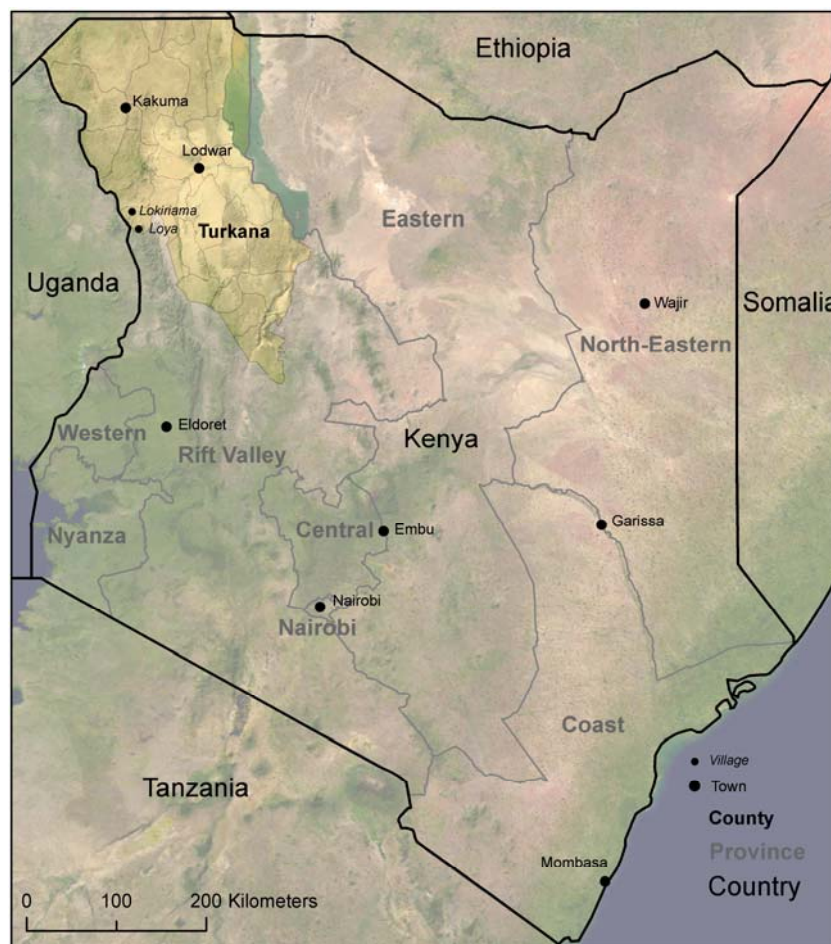 Ethiopia
Kakuma
Lodwar
Lokiriama
Loya
Turkana
Eastern
Uganda
Wajir
Somalia
North-Eastern
Eldoret
Western
Rift Valley
Kenya
Nyanza
Central
Embu
Garissa
Nairobi
Nairobi
Coast
Tanzania
Village
Town
County
Province
Country
Mombasa
0 100 200 Kilometers